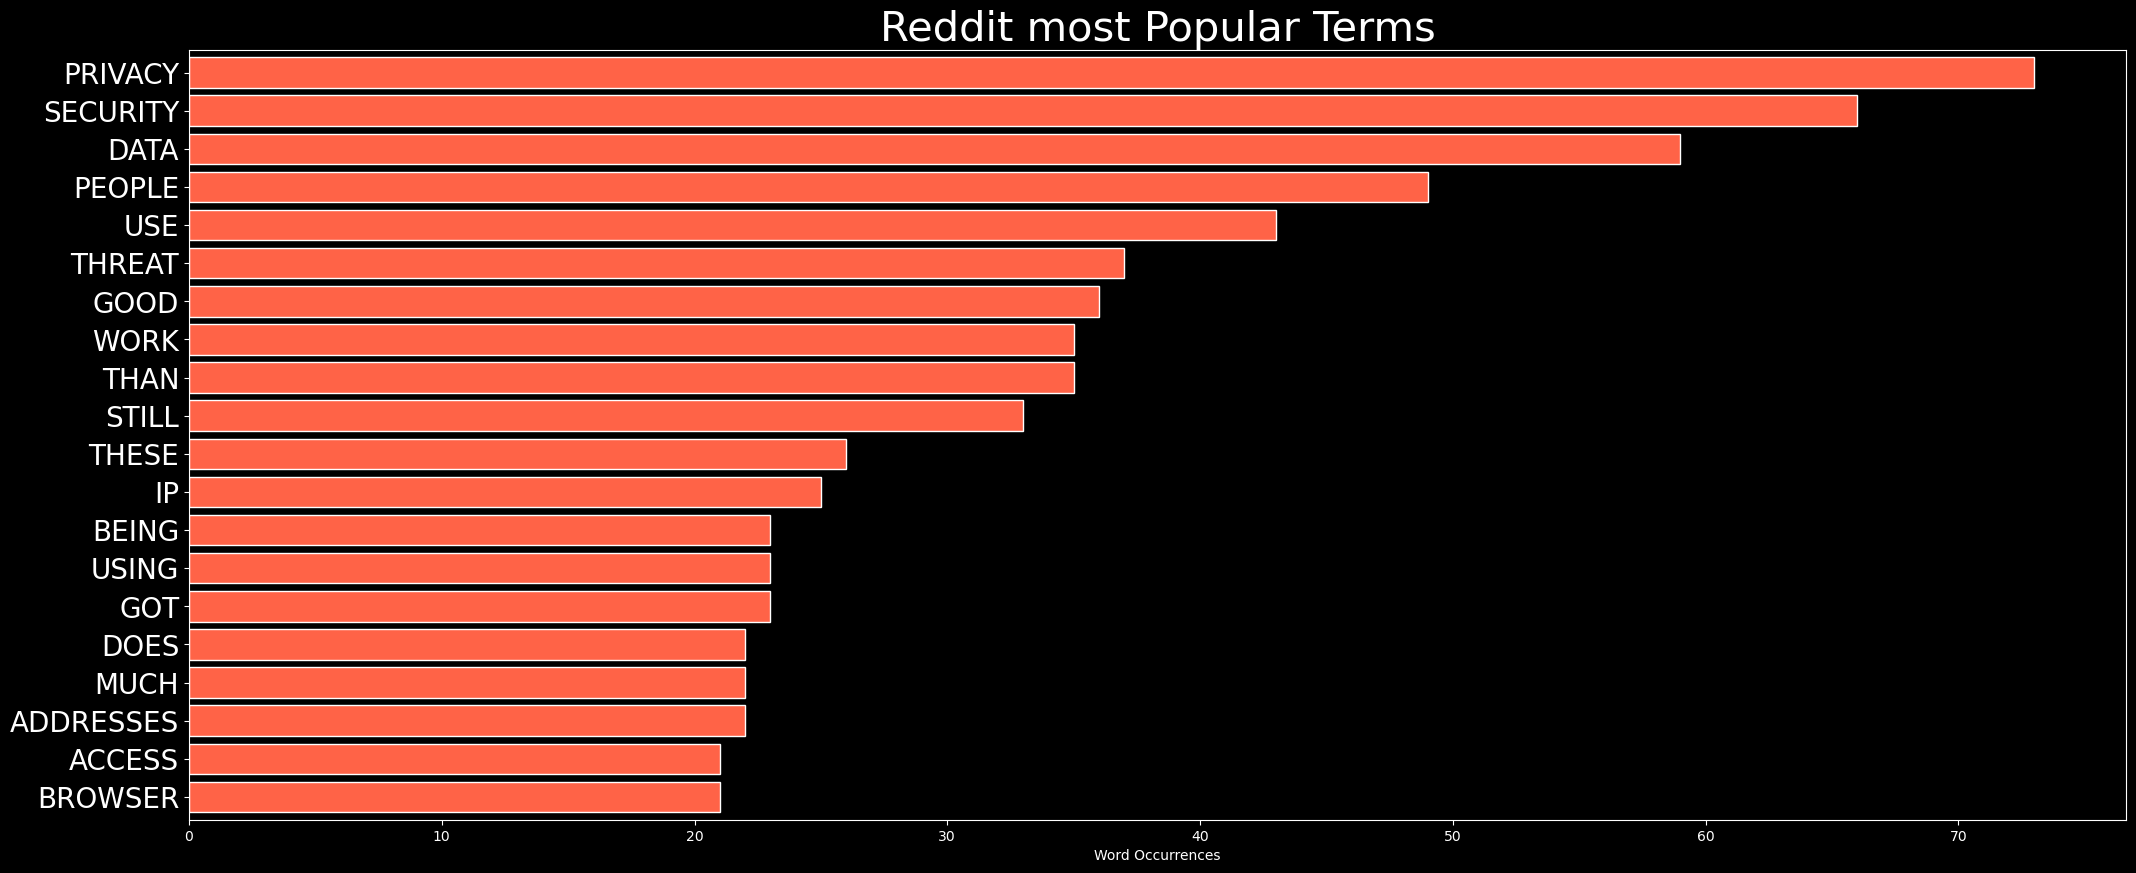 Reddit most Popular Terms
PRIVACY
SECURITY
DATA
PEOPLE
USE
THREAT
GOOD
WORK
THAN
STILL
THESE
IP
BEING
USING
GOT
DOES
MUCH
ADDRESSES
ACCESS
BROWSER
0 10 20 30 40 50 60 70
Word Occurrences